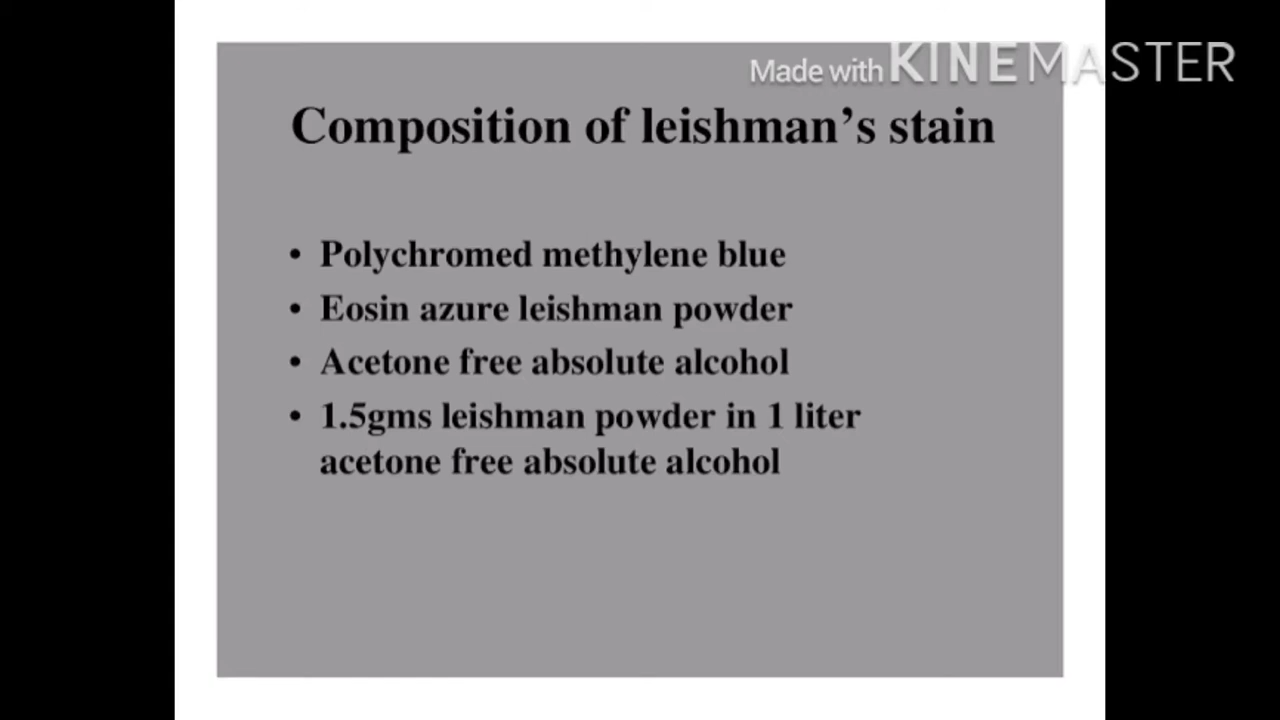 Made with KINEMASTER
Composition of leishman's stain
• Polychromed methylene blue
• Eosin azure leishman powder
• Acetone free absolute alcohol
• 1.5gms leishman powder in 1 liter
acetone free absolute alcohol